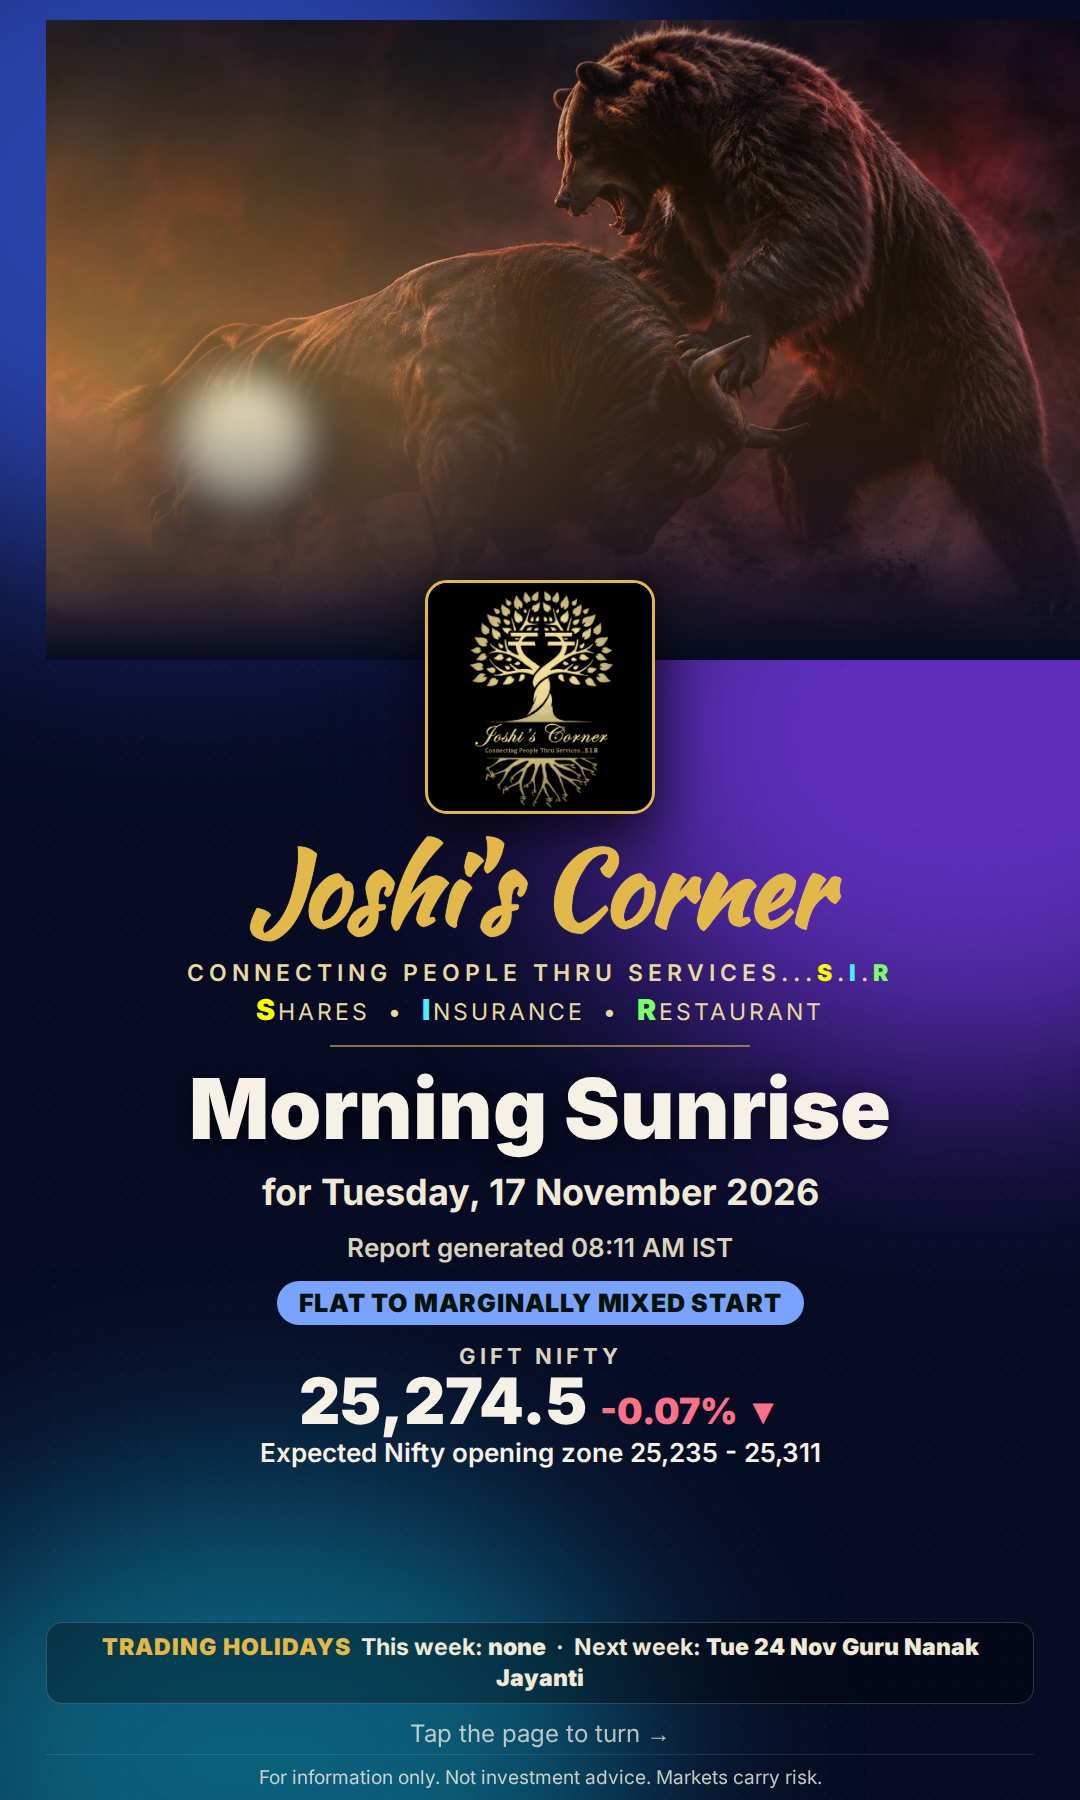 Joshi's Corner
Connecting People Thru Services...S.I.R
Joshi's Corner
CONNECTING PEOPLE THRU SERVICES...S.I.R
SHARES • INSURANCE • RESTAURANT
Morning Sunrise
for Tuesday, 17 November 2026
Report generated 08:11 AM IST
FLAT TO MARGINALLY MIXED START
GIFT NIFTY
25,274.5 -0.07% ▼
Expected Nifty opening zone 25,235 - 25,311
TRADING HOLIDAYS This week: none · Next week: Tue 24 Nov Guru Nanak
Jayanti
Tap the page to turn →
For information only. Not investment advice. Markets carry risk.